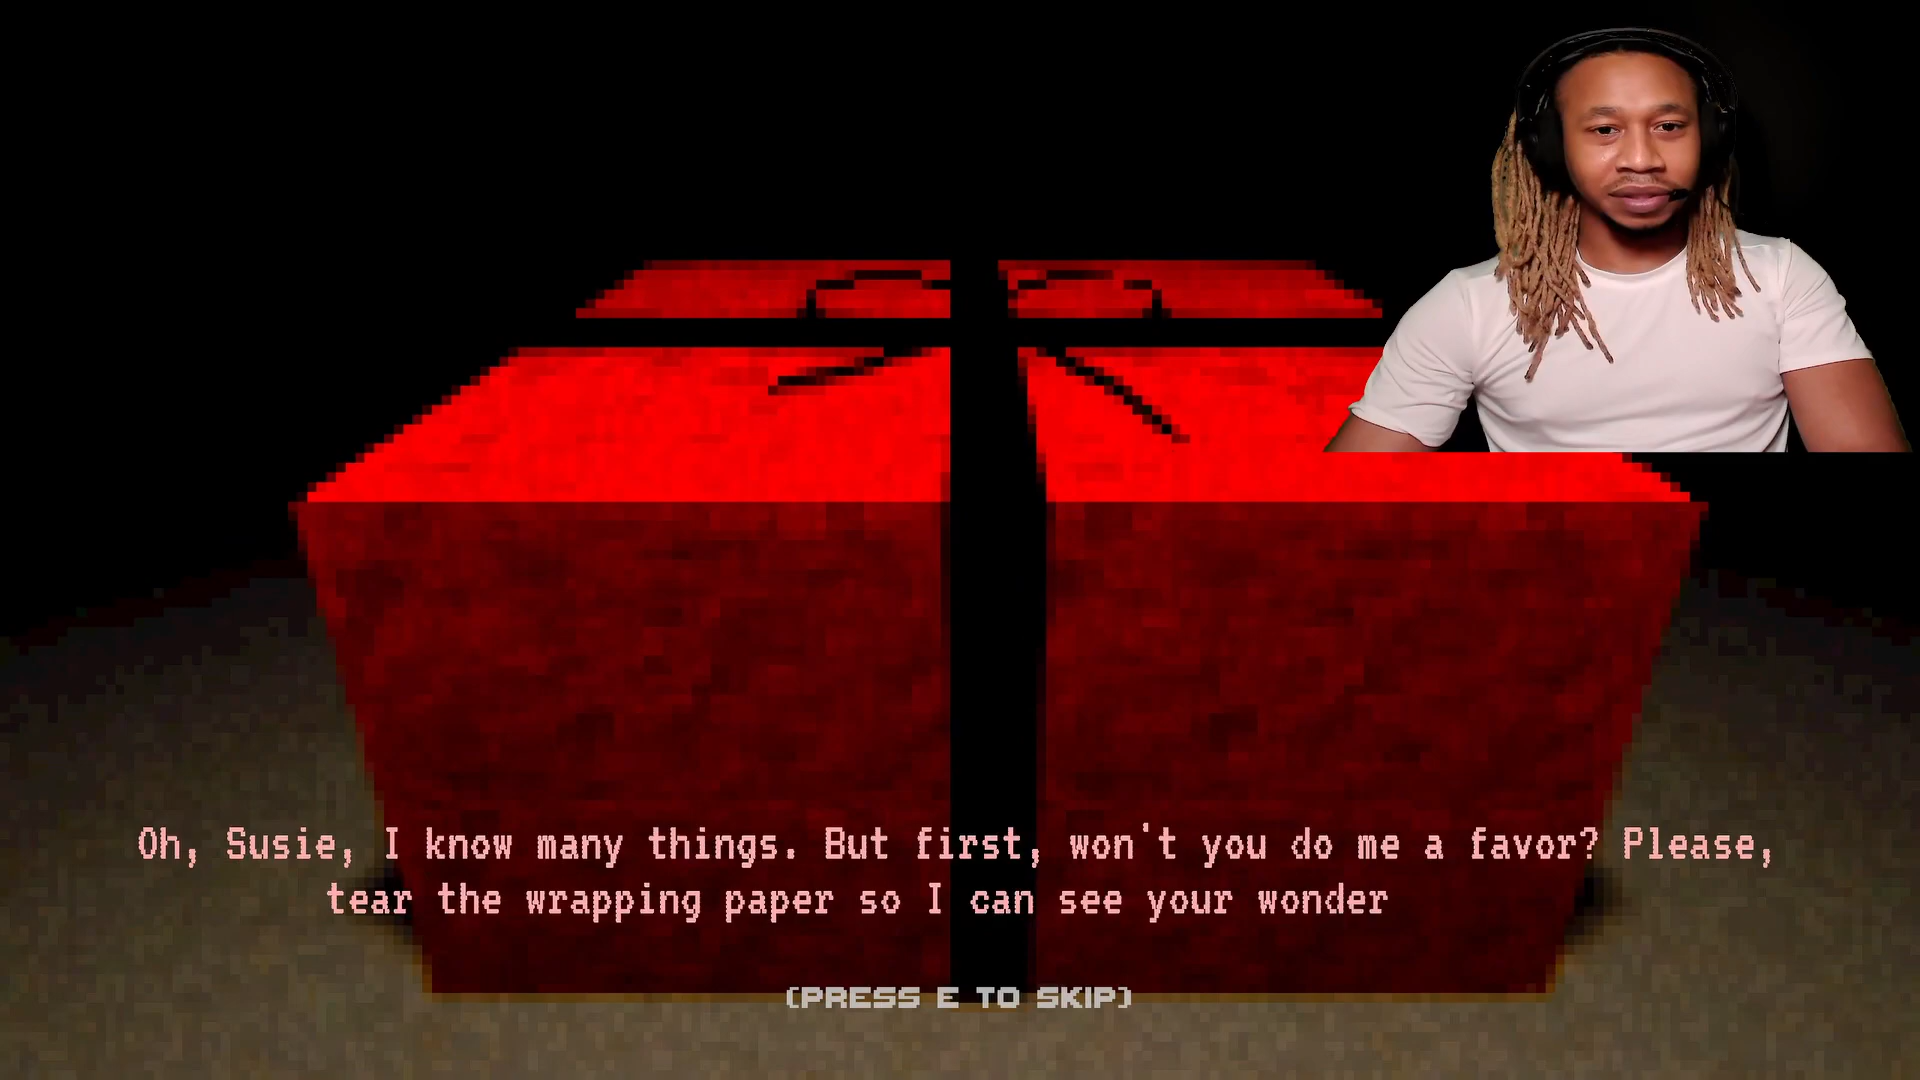 Oh, Susie, I know many things. But first, won't you do me a favor? Please,
tear the wrapping paper so I can see your wonder
(PRESS E TO SKIP)